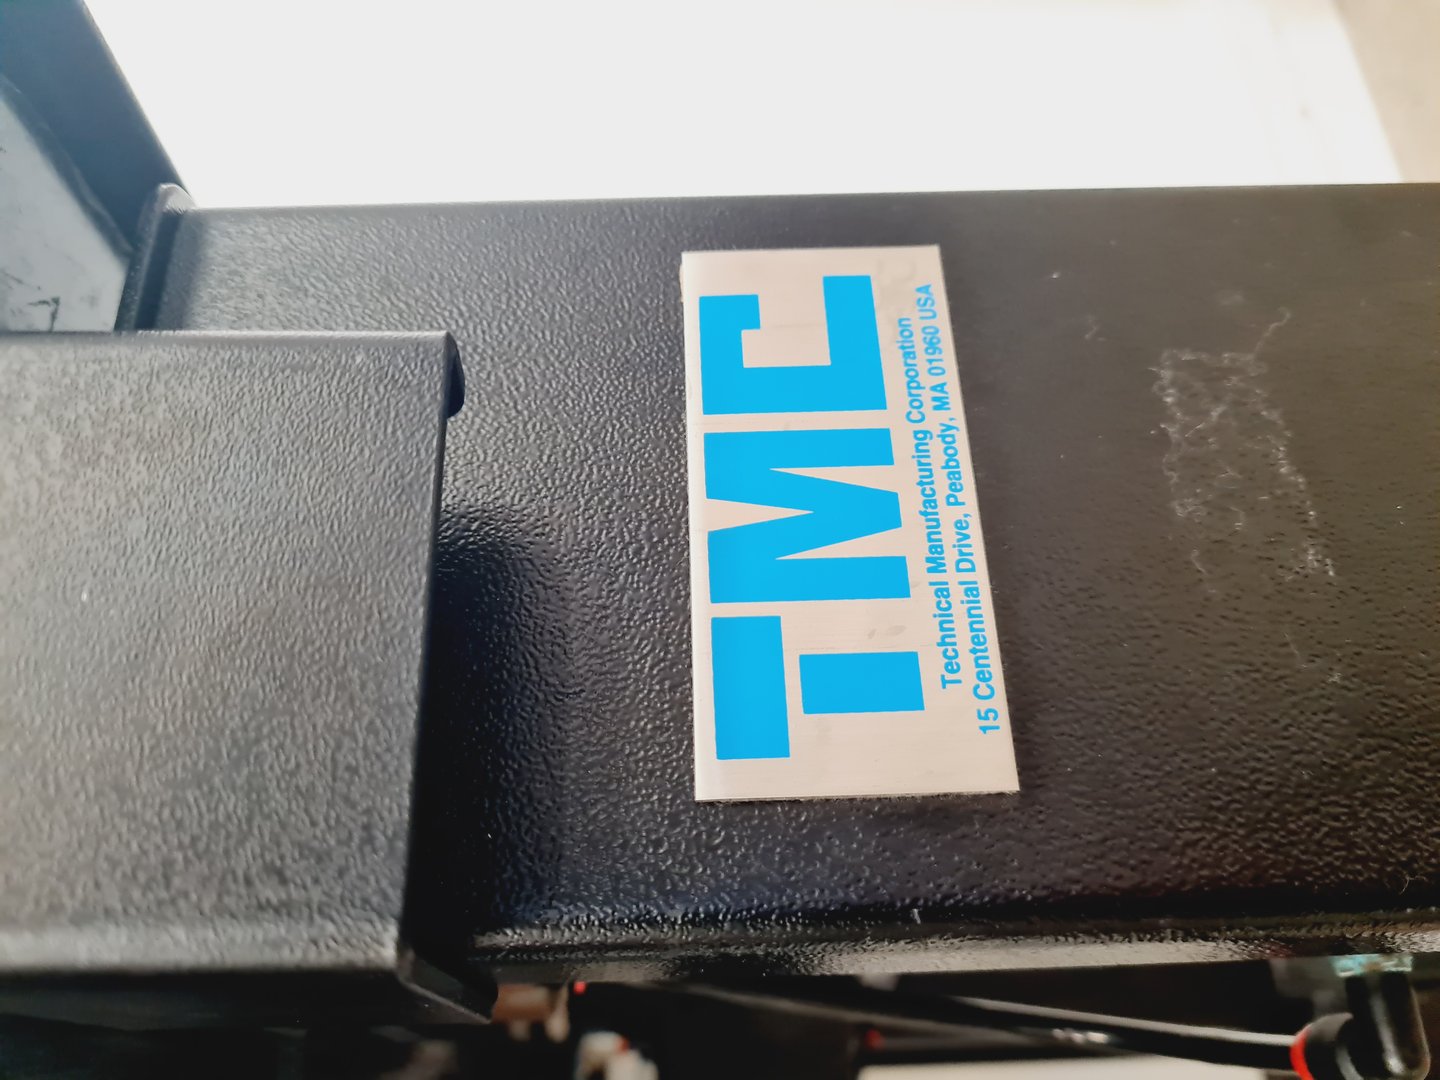 TMC
Technical Manufacturing Corporation
15 Centennial Drive, Peabody, MA 01960 USA